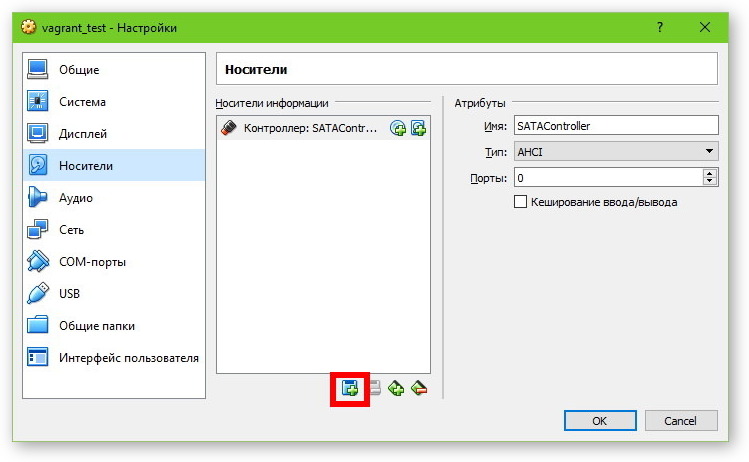 vagrant_test - Настройки
?
Общие
Система
Дисплей
Носители
Аудио
Сеть
COM-порты
USB
Общие папки
Интерфейс пользователя
Носители
Носители информации
Контроллер: SATAContr...
Атрибуты
Имя: SATAController
Тип: AHCI
Порты: 0
Кеширование ввода/вывода
OK
Cancel